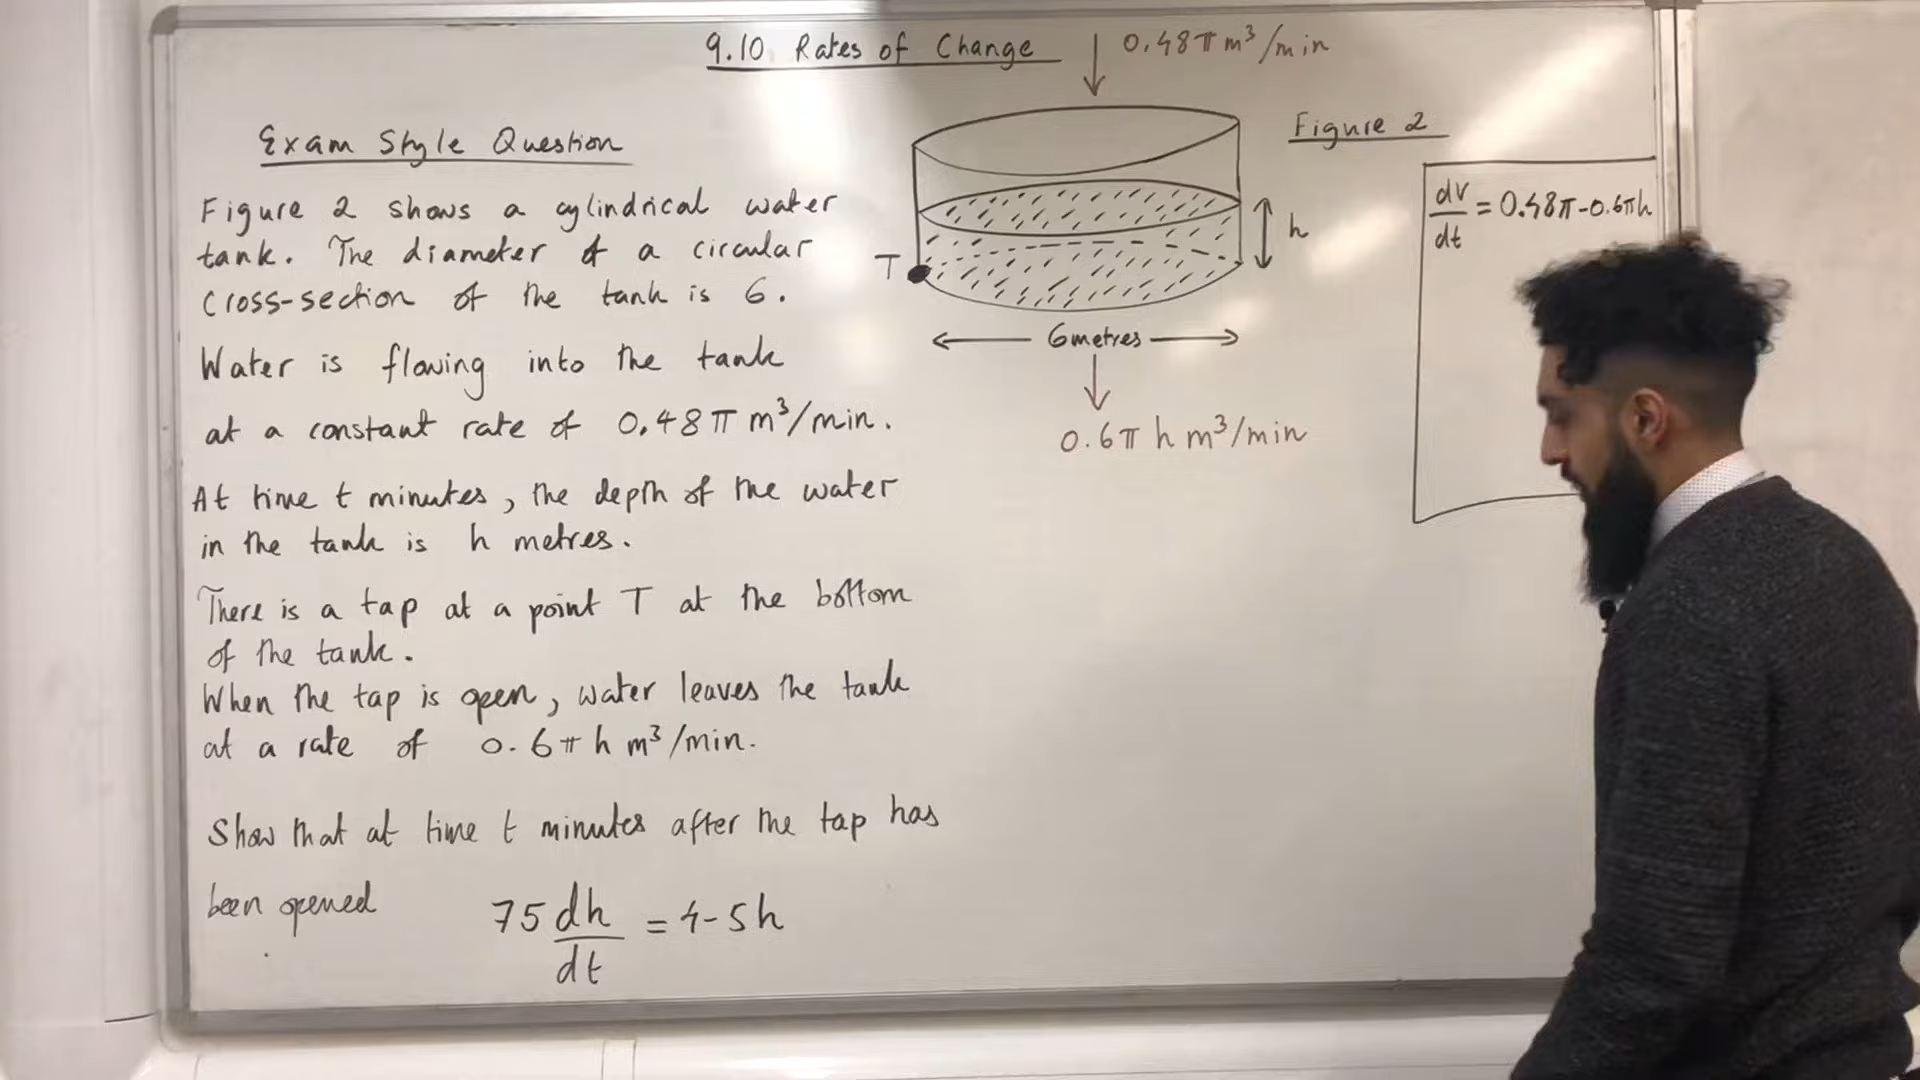 9.10 Rates of Change
0.48π m³/min
Exam Style Question
Figure 2
Figure 2 shows a cylindrical water
tank. The diameter of a circular
cross-section of the tank is 6.
Water is flowing into the tank
at a constant rate of 0.48π m³/min.
At time t minutes, the depth of the water
in the tank is h metres.
There is a tap at a point T at the bottom
of the tank.
When the tap is open, water leaves the tank
at a rate of 0.6π h m³/min.
Show that at time t minutes after the tap has
been opened 75 dh/dt = 4-5h
T
h
6 metres
0.6π h m³/min
dv/dt = 0.48π-0.6πh